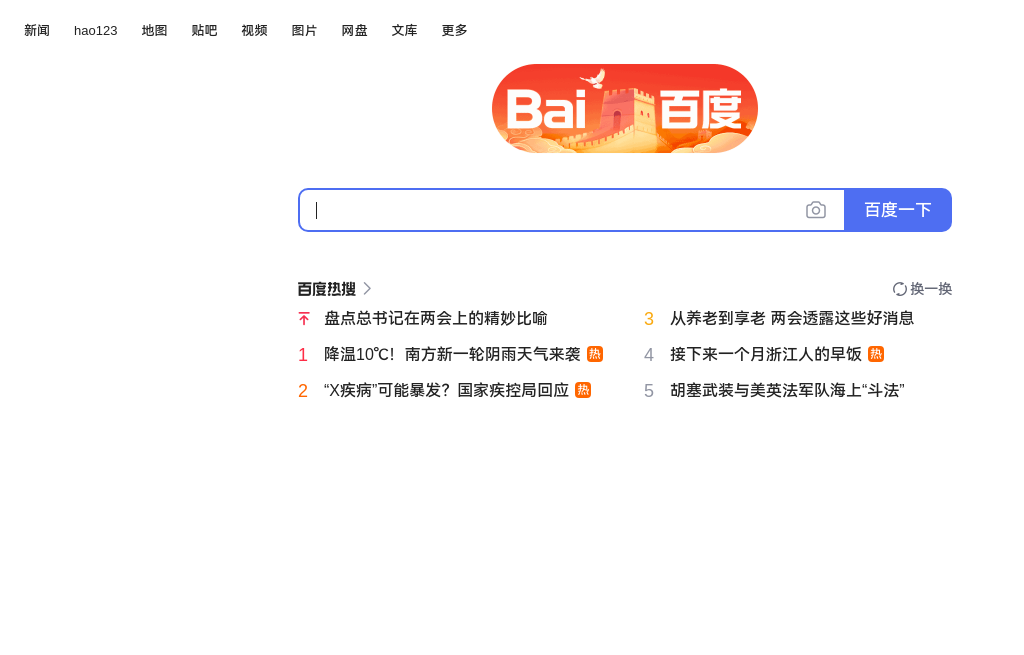 新闻 hao123 地图 贴吧 视频 图片 网盘 文库 更多
Bai 百度
百度一下
百度热搜 换一换
盘点总书记在两会上的精妙比喻
3 从养老到享老 两会透露这些好消息
1 降温10℃！南方新一轮阴雨天气来袭 热
4 接下来一个月浙江人的早饭 热
2 “X疾病”可能暴发？国家疾控局回应 热
5 胡塞武装与美英法军队海上“斗法”